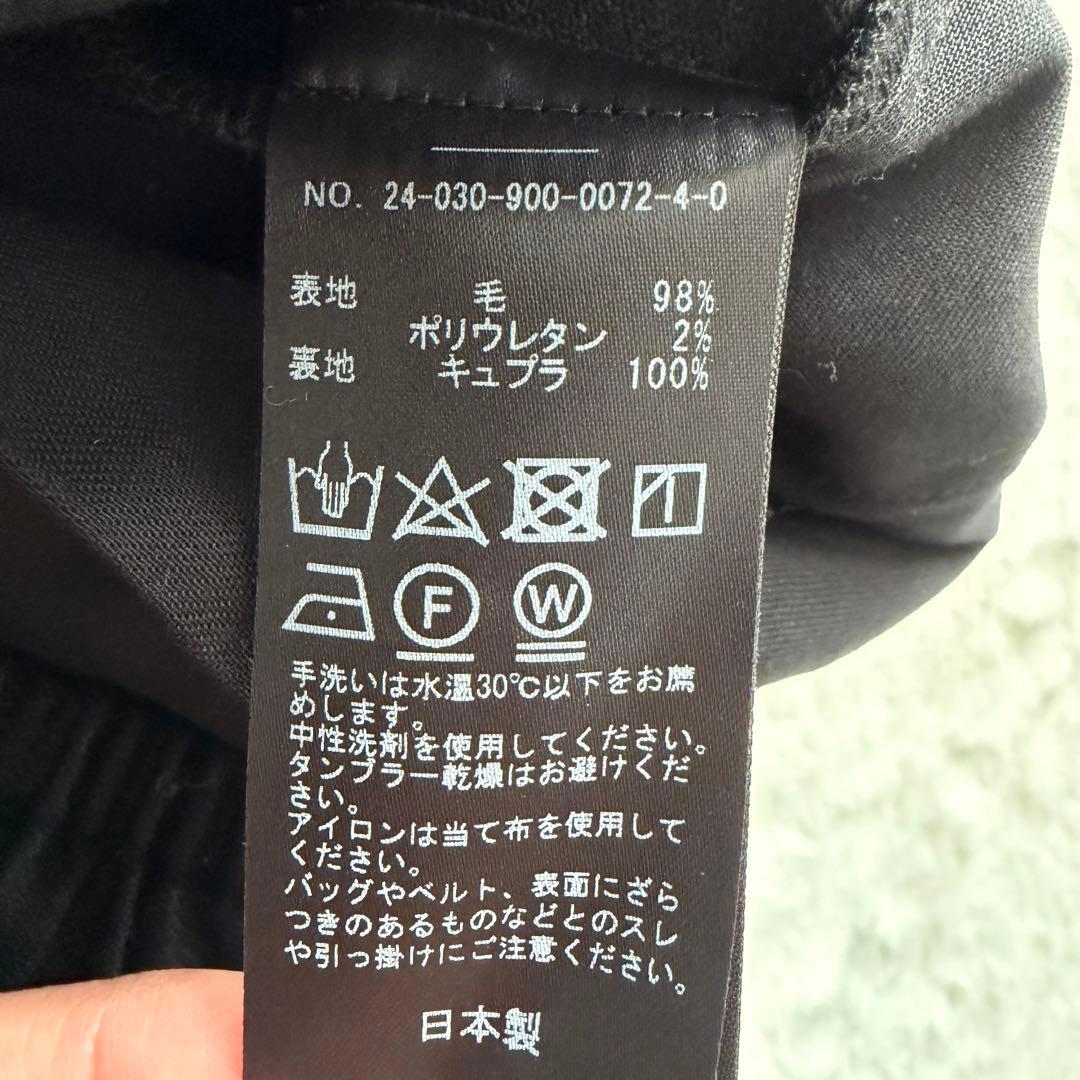 NO. 24-030-900-0072-4-0
表地 毛 98%
ポリウレタン 2%
裏地 キュプラ 100%
F W
手洗いは水温30℃以下をお薦
めします。
中性洗剤を使用してください。
タンブラー乾燥はお避けくだ
さい。
アイロンは当て布を使用して
ください。
バッグやベルト、表面にざら
つきのあるものなどとのスレ
や引っ掛けにご注意ください。
日本製